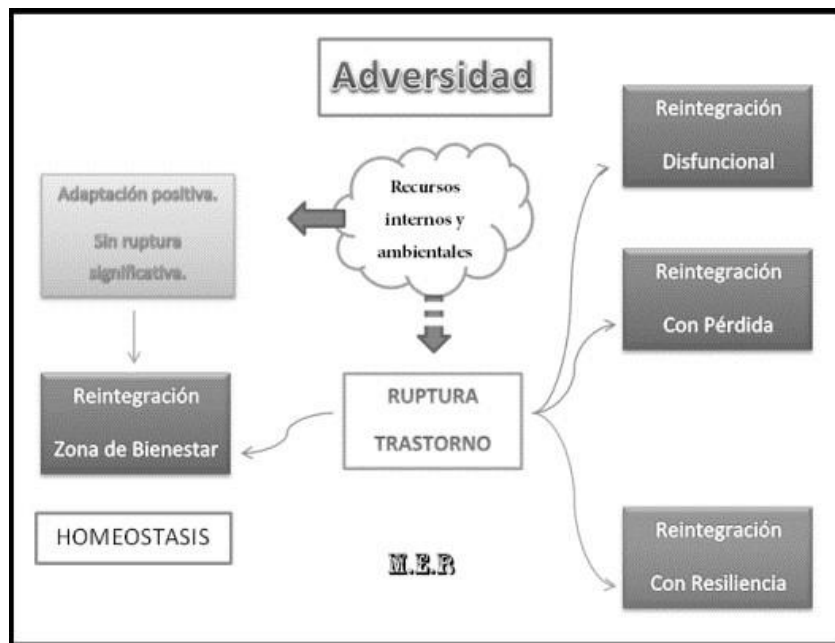 Adversidad
Recursos
internos y
ambientales
Adaptación positiva.
Sin ruptura
significativa.
Reintegración
Zona de Bienestar
HOMEOSTASIS
RUPTURA
TRASTORNO
M.E.R
Reintegración
Disfuncional
Reintegración
Con Pérdida
Reintegración
Con Resiliencia